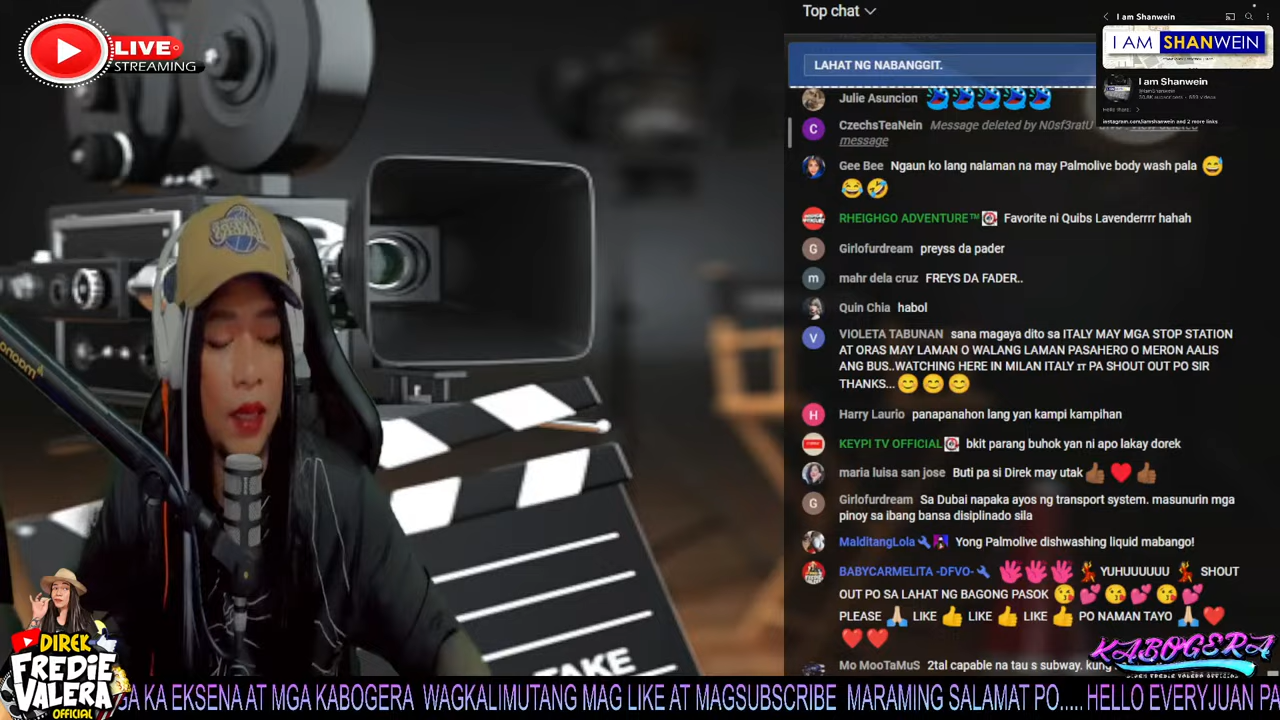 LIVE
STREAMING
Top chat
I am Shanwein
I AM SHANWEIN
I am Shanwein
instagram.com/iamshanwein and 2 more links
LAHAT NG NABANGGIT.
Julie Asuncion
CzechsTeaNein Message deleted by N0sf3ratU
message
Gee Bee Ngaun ko lang nalaman na may Palmolive body wash pala 😅
😂 🤣
RHEIGHGO ADVENTURE™ Favorite ni Quibs Lavenderrrr hahah
Girlofurdream preyss da pader
mahr dela cruz FREYS DA FADER..
Quin Chia habol
VIOLETA TABUNAN sana magaya dito sa ITALY MAY MGA STOP STATION
AT ORAS MAY LAMAN O WALANG LAMAN PASAHERO O MERON AALIS
ANG BUS..WATCHING HERE IN MILAN ITALY IT PA SHOUT OUT PO SIR
THANKS... 😊 😊 😊
Harry Laurio panapanahon lang yan kampi kampihan
KEYPI TV OFFICIAL bkit parang buhok yan ni apo lakay dorek
maria luisa san jose Buti pa si Direk may utak 👍🏾 ❤️ 👍🏾
Girlofurdream Sa Dubai napaka ayos ng transport system. masunurin mga
pinoy sa ibang bansa disiplinado sila
MalditangLola Yong Palmolive dishwashing liquid mabango!
BABYCARMELITA -DFVO- YUHUUUUUU 💃 SHOUT
OUT PO SA LAHAT NG BAGONG PASOK 😘 💕 😘 💕 😘 💕
PLEASE 🙏🏻 LIKE 👍 LIKE 👍 LIKE 👍 PO NAMAN TAYO 🙏🏻 ❤️
❤️ ❤️
Mo MooTaMuS 2tal capable na tau s subway.
TAKE
KABOGERA
DIREK
FREDiE
VALERA
OFFICIAL
GA KA EKSENA AT MGA KABOGERA WAGKALIMUTANG MAG LIKE AT MAGSUBSCRIBE MARAMING SALAMAT PO..... HELLO EVERYJUAN PA